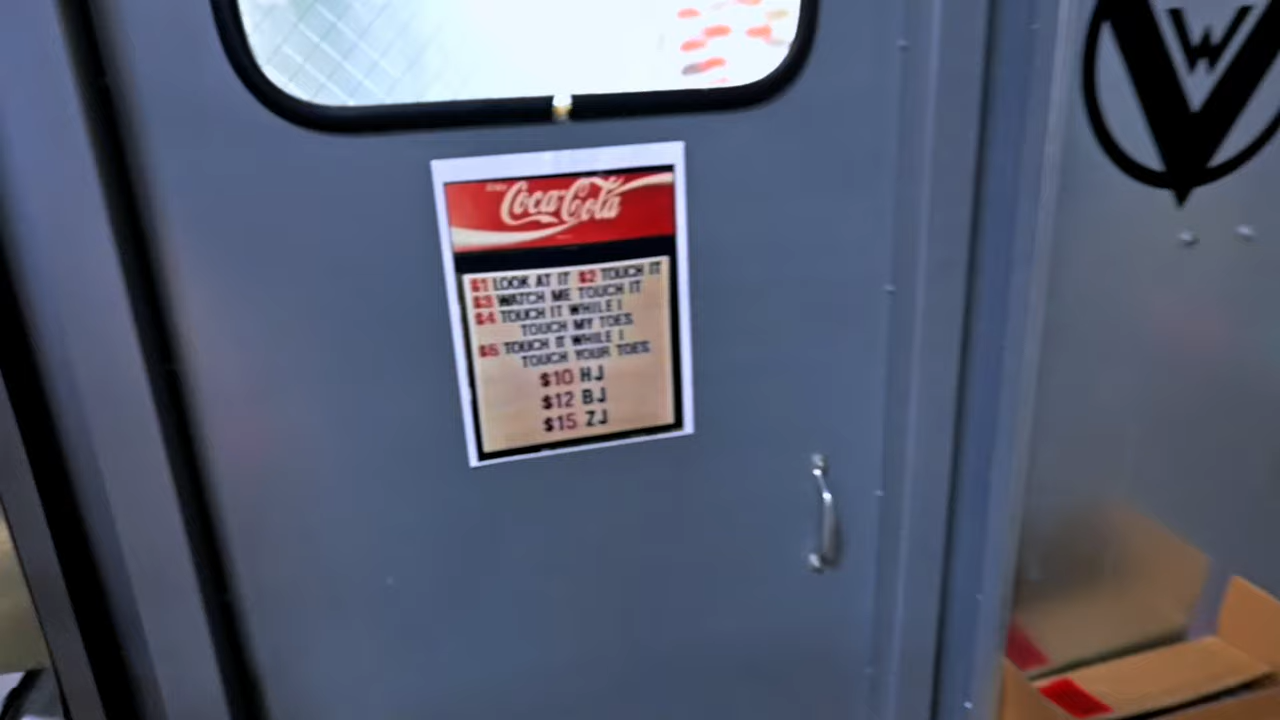 W
V
Coca-Cola
$1 LOOK AT IT $2 TOUCH IT
$3 WATCH ME TOUCH IT
$4 TOUCH IT WHILE I
TOUCH MY TOES
$5 TOUCH IT WHILE I
TOUCH YOUR TOES
$10 HJ
$12 BJ
$15 ZJ